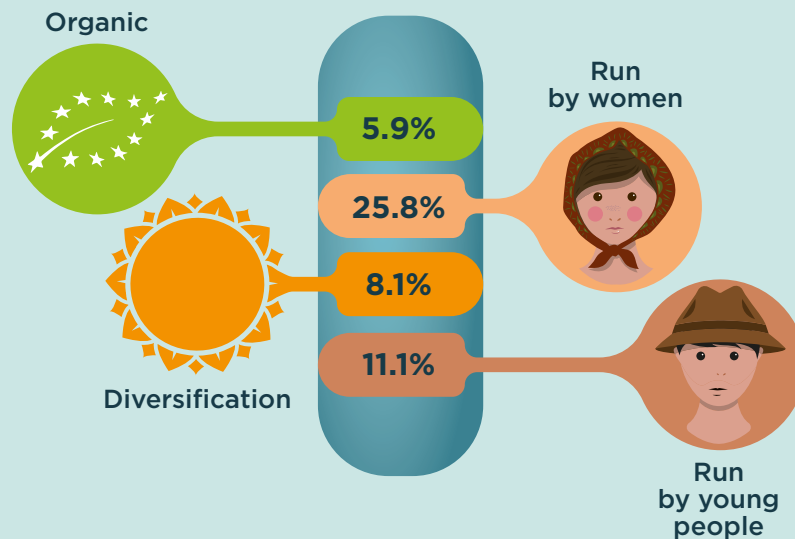 Organic
5.9%
Run
by women
25.8%
8.1%
Diversification
11.1%
Run
by young
people